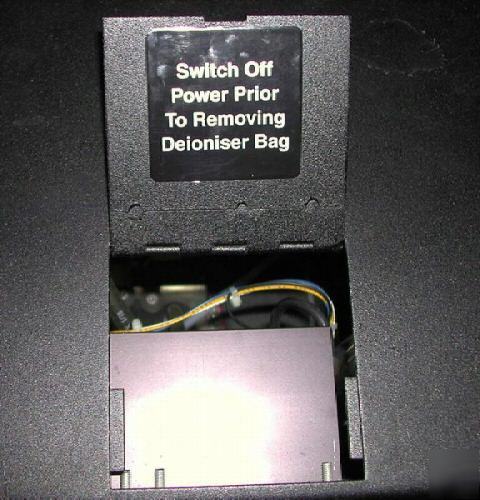 Switch Off
Power Prior
To Removing
Deioniser Bag